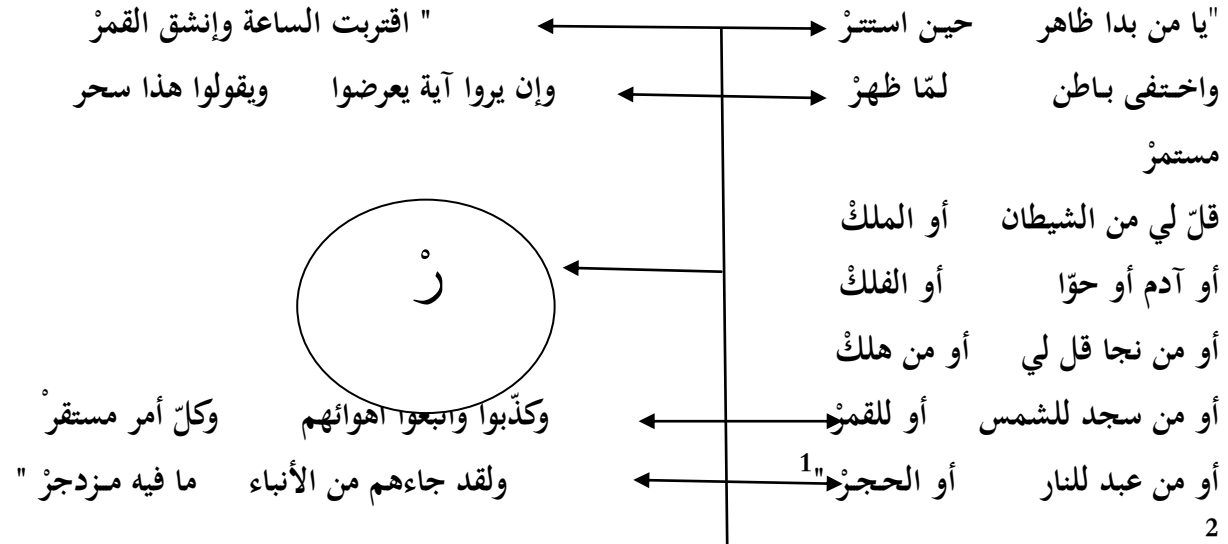 "يا من بدا ظاهر حين استترْ " اقتربت الساعة وإنشق القمرْ
واختفى باطن لمّا ظهرْ وإن يروا آية يعرضوا ويقولوا هذا سحر
مستمرْ
قلّ لي من الشيطان أو الملكْ
أو آدم أو حوّا أو الفلكْ
رْ
أو من نجا قل لي أو من هلكْ
أو من سجد للشمس أو للقمرْ وكذّبوا واتبعوا أهوائهم وكلّ أمر مستقرْ
أو من عبد للنار أو الحجرْ "1 ولقد جاءهم من الأنباء ما فيه مزدجرْ "
2